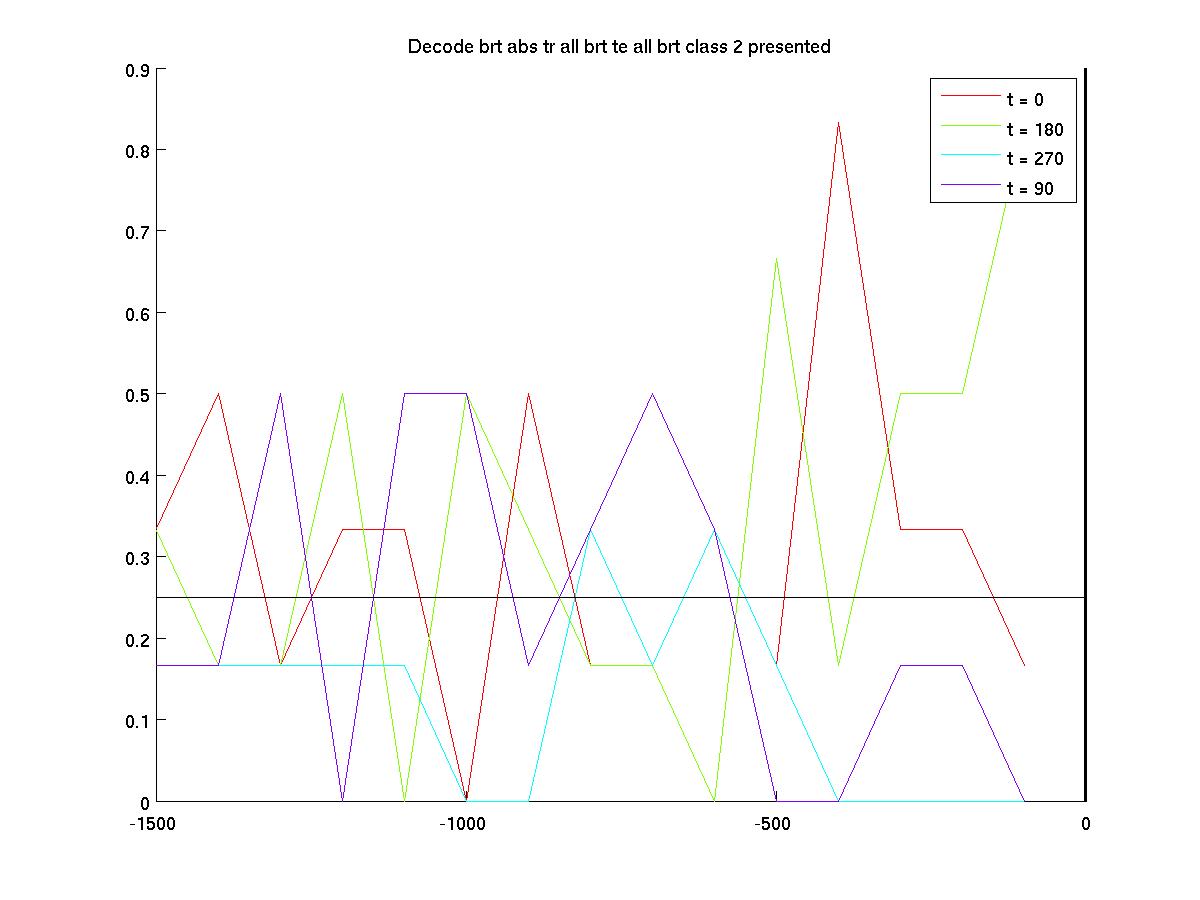 Decode brt abs tr all brt te all brt class 2 presented
0.9
0.8
0.7
0.6
0.5
0.4
0.3
0.2
0.1
0
-1500
-1000
-500
0
t = 0
t = 180
t = 270
t = 90